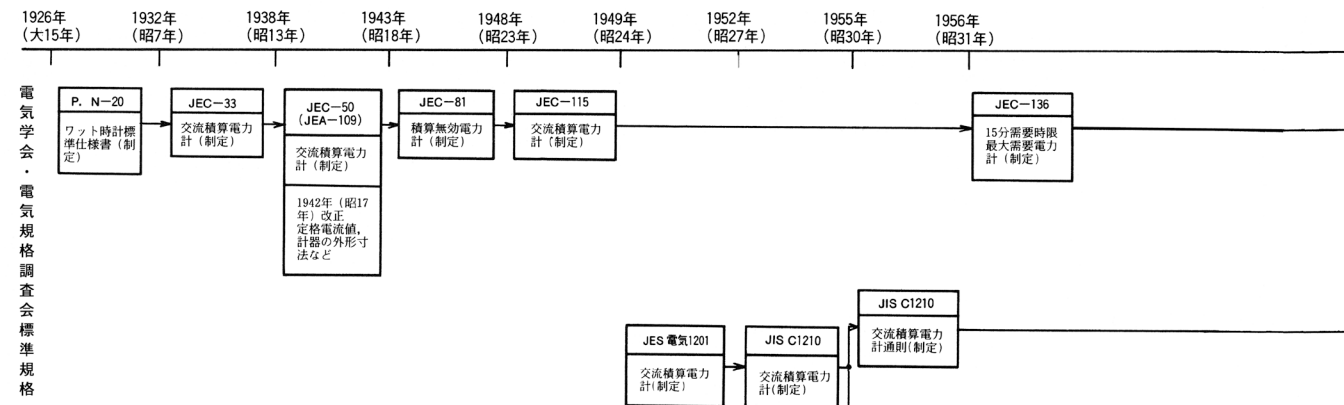 1926年
(大15年)
1932年
(昭7年)
1938年
(昭13年)
1943年
(昭18年)
1948年
(昭23年)
1949年
(昭24年)
1952年
(昭27年)
1955年
(昭30年)
1956年
(昭31年)
電気学会・電気規格調査会標準規格
P. N−20
ワット時計標
準仕様書(制
定)
JEC−33
交流積算電力
計(制定)
JEC−50
(JEA−109)
交流積算電力
計(制定)
1942年(昭17
年)改正
定格電流値,
計器の外形寸
法など
JEC−81
積算無効電力
計(制定)
JEC−115
交流積算電力
計(制定)
JEC−136
15分需要時限
最大需要電力
計(制定)
JES 電気1201
交流積算電力
計(制定)
JIS C1210
交流積算電力
計(制定)
JIS C1210
交流積算電力
計通則(制定)